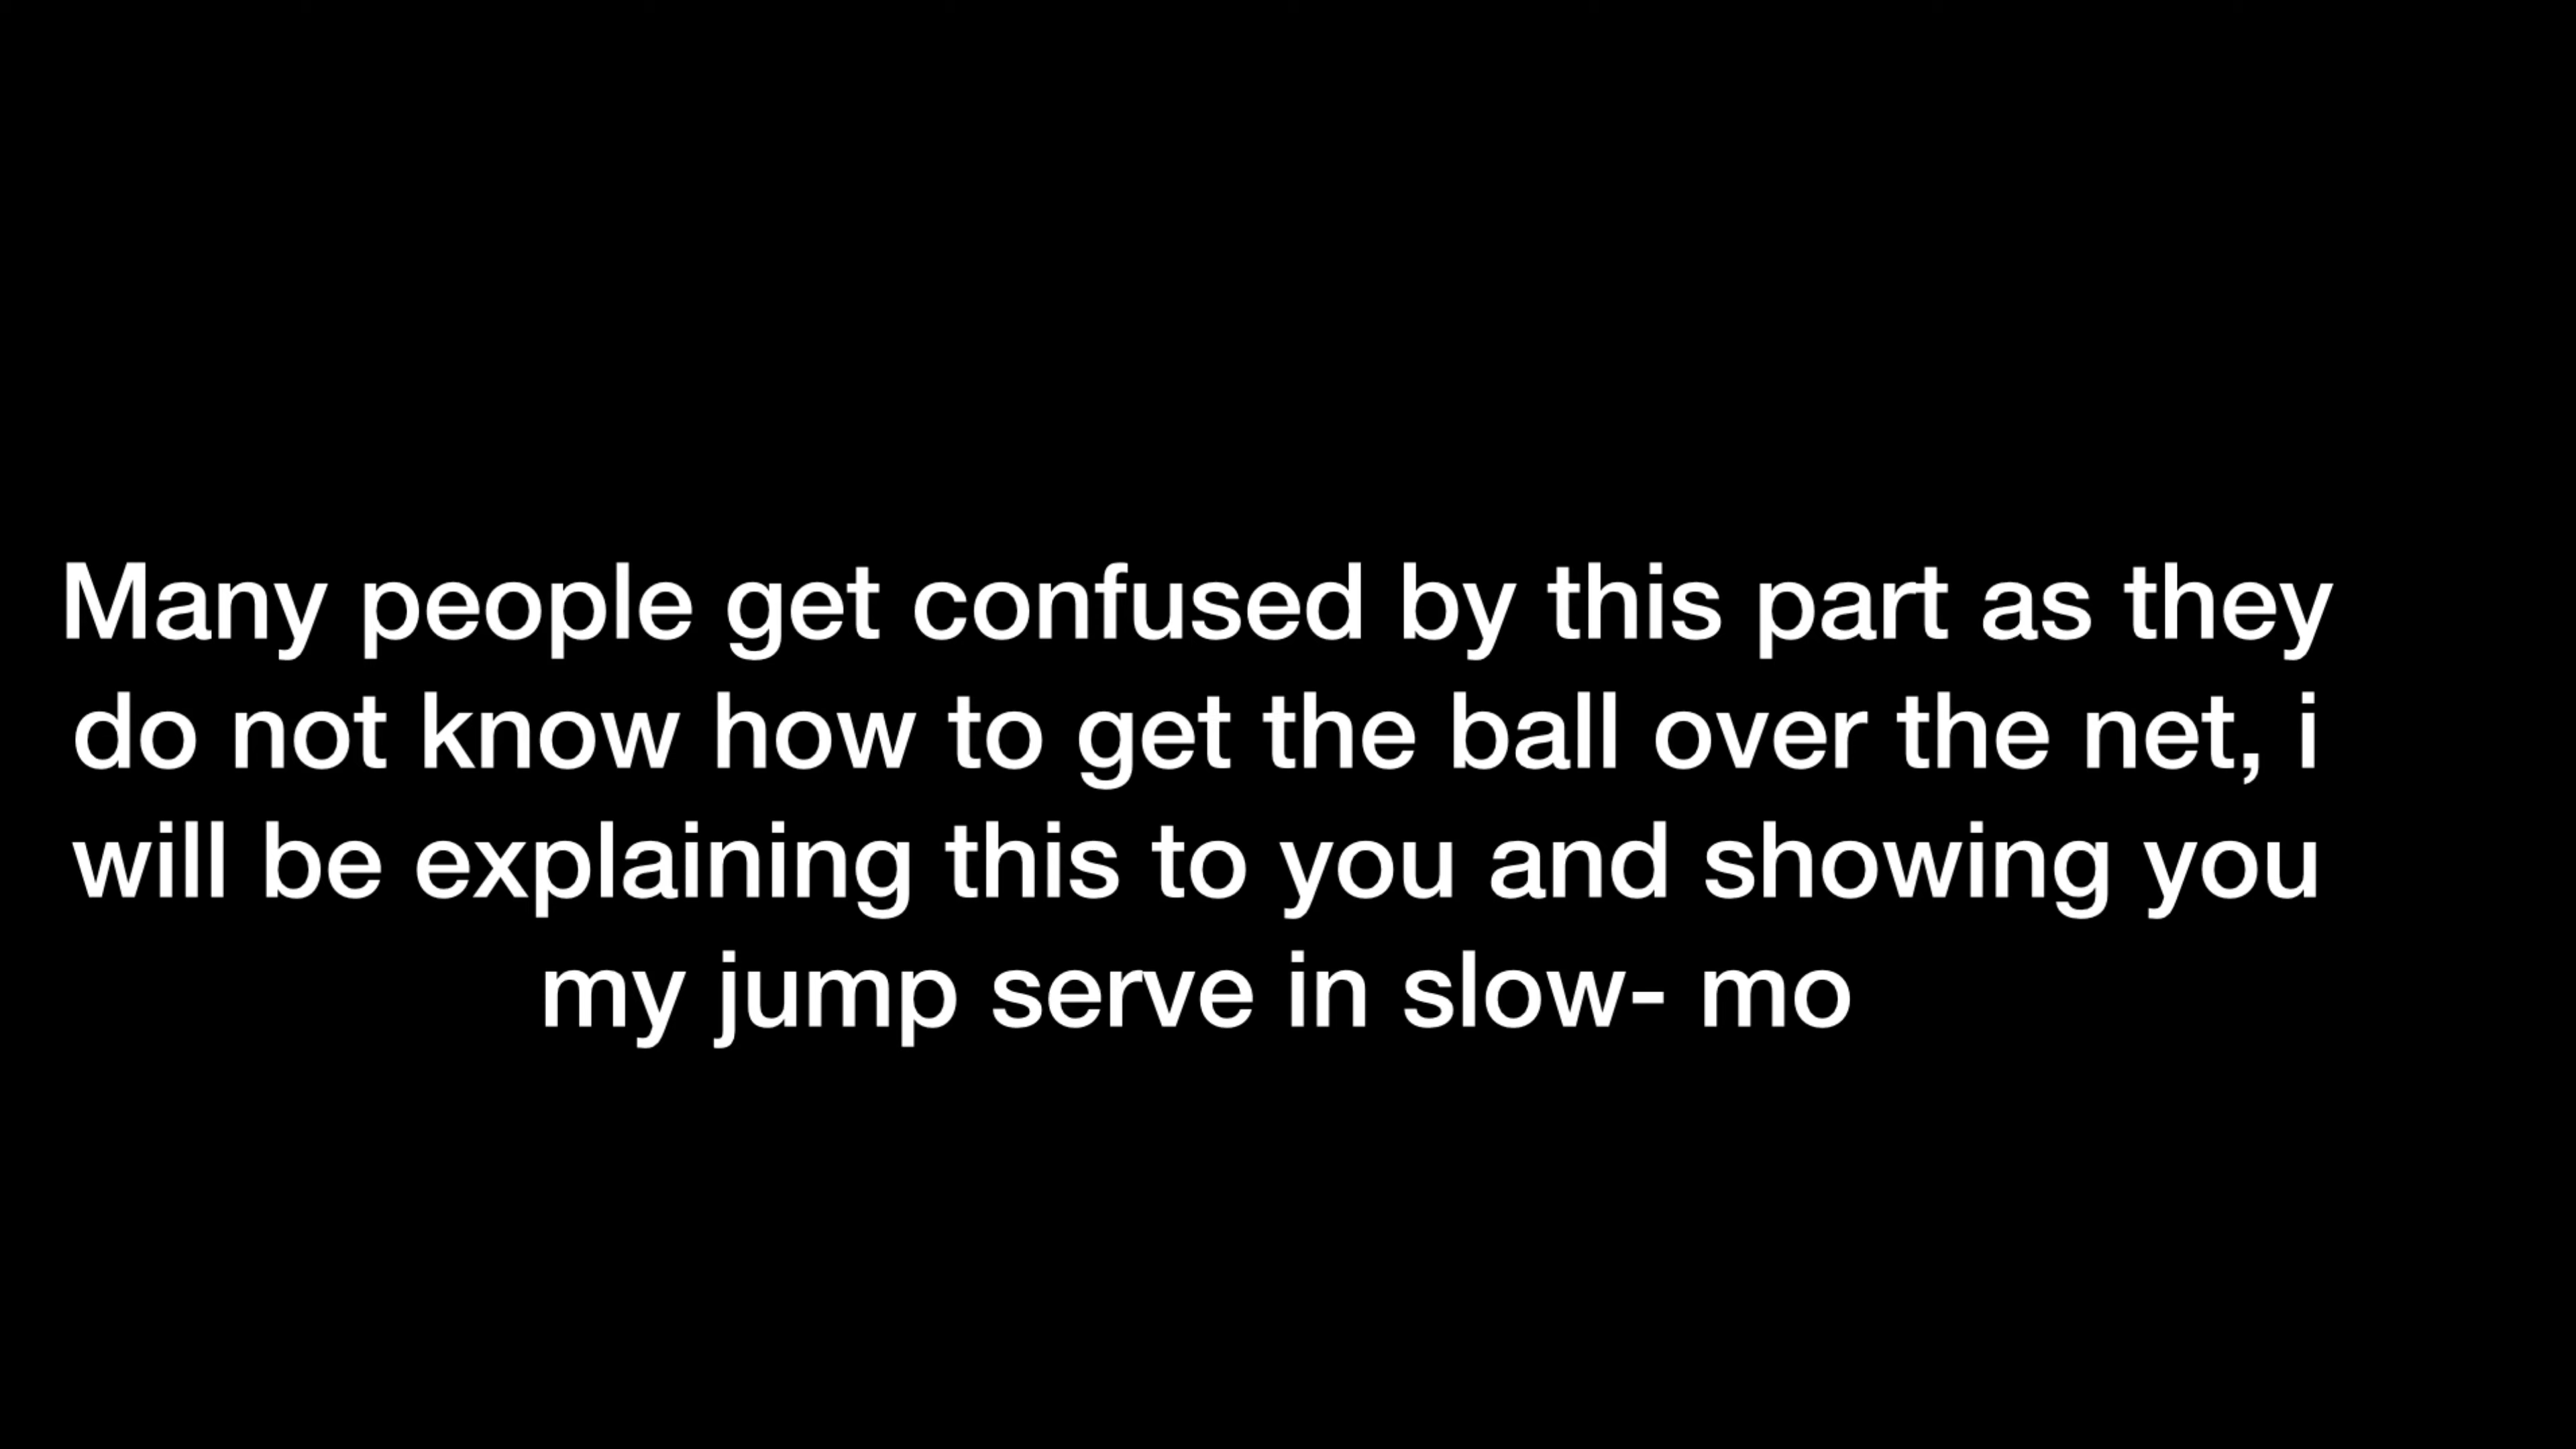 Many people get confused by this part as they
do not know how to get the ball over the net, i
will be explaining this to you and showing you
my jump serve in slow- mo